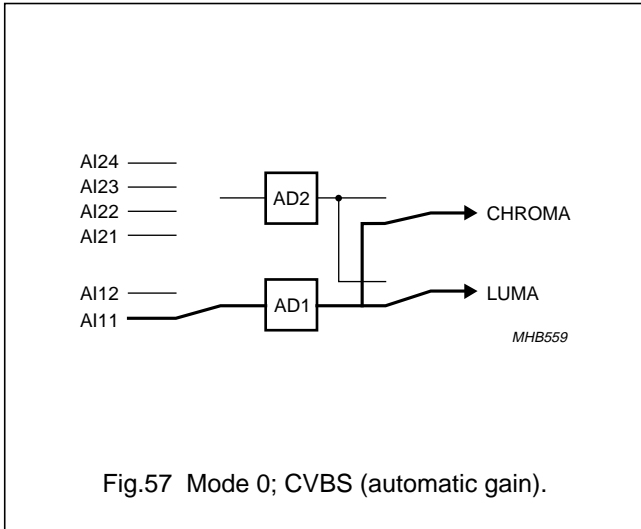 AI24
AI23
AI22
AI21
AD2
CHROMA
AI12
AI11
AD1
LUMA
MHB559
Fig.57 Mode 0; CVBS (automatic gain).